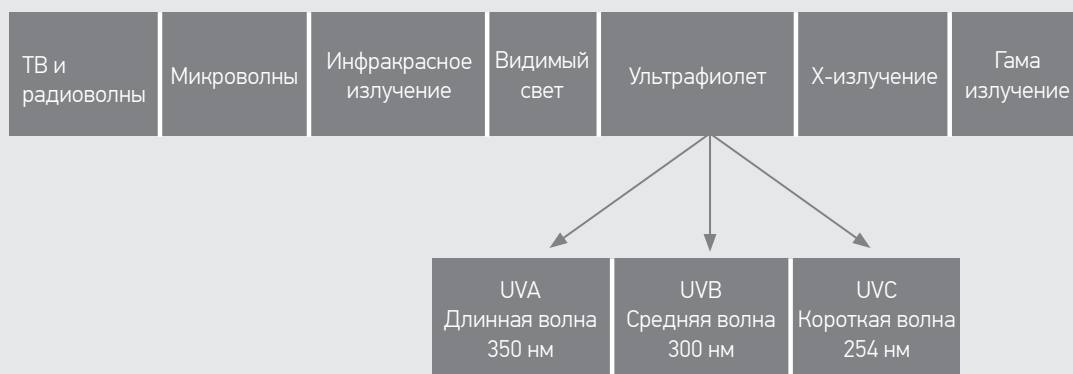 ТВ и
радиоволны
Микроволны
Инфракрасное
излучение
Видимый
свет
Ультрафиолет
Х-излучение
Гама
излучение
UVA
Длинная волна
350 нм
UVB
Средняя волна
300 нм
UVC
Короткая волна
254 нм